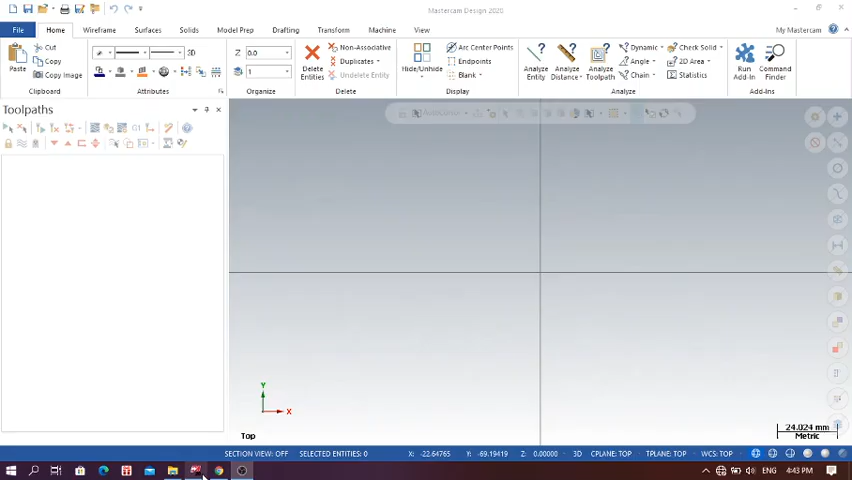 Mastercam Design 2020
File Home Wireframe Surfaces Solids Model Prep Drafting Transform Machine View My Mastercam
Paste
Cut
Copy
Copy Image
Clipboard
3D
Attributes
Z 0.0
1
Organize
Delete Entities
Non-Associative
Duplicates
Undelete Entity
Delete
Hide/Unhide
Arc Center Points
Endpoints
Blank
Display
Analyze Entity
Analyze Distance
Analyze Toolpath
Dynamic
Angle
Chain
Check Solid
2D Area
Statistics
Analyze
Run Add-In
Command Finder
Add-Ins
Toolpaths
G1
AutoCursor
Y
X
Top
24.024 mm
Metric
SECTION VIEW: OFF SELECTED ENTITIES: 0 X: -22.64765 Y: -69.19419 Z: 0.00000 3D CPLANE: TOP TPLANE: TOP WCS: TOP
ENG 4:43 PM